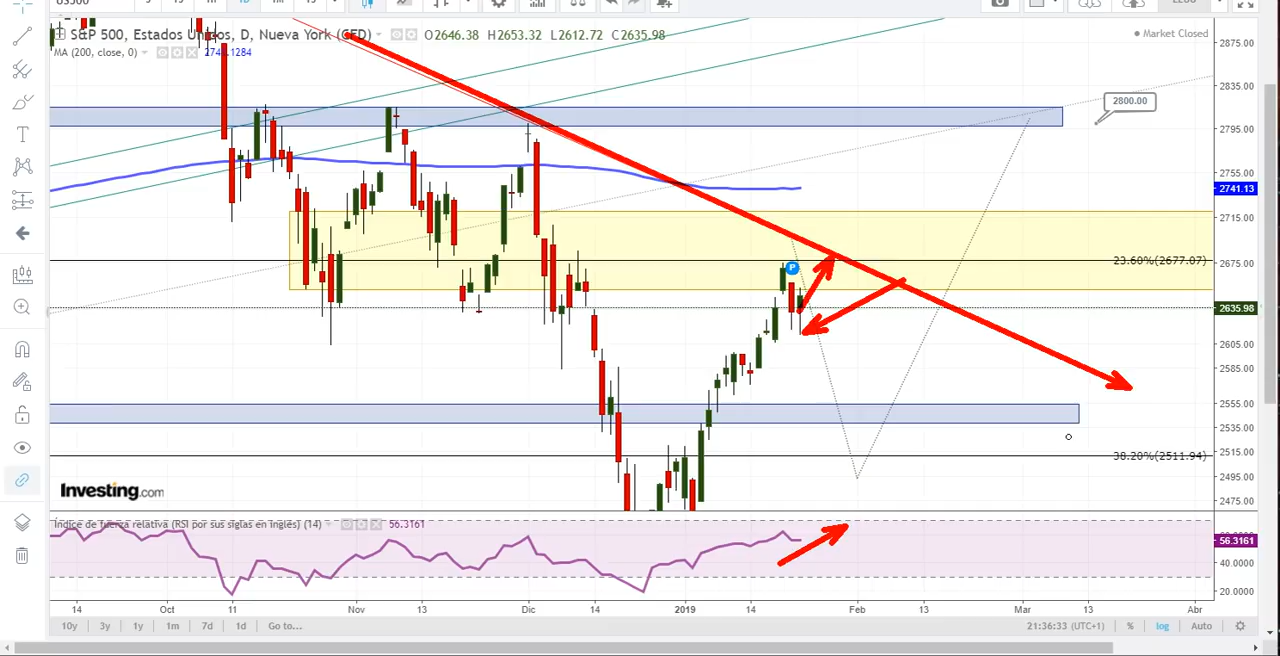 S&P 500, Estados Unidos, D, Nueva York (CFD) O2646.38 H2653.32 L2612.72 C2635.98
Market Closed
MA (200, close, 0)
2875.00
2835.00
2800.00
2795.00
2755.00
2741.13
2715.00
23.60%(2677.07)
2675.00
P
2635.98
2605.00
2585.00
2555.00
2535.00
38.20%(2511.94)
2515.00
2495.00
2475.00
Investing.com
Índice de fuerza relativa (RSI por sus siglas en inglés) (14) 56.3161
56.3161
40.0000
20.0000
14 Oct 11 Nov 13 Dic 14 2019 14 Feb 13 Mar 13 Abr
10y 3y 1y 1m 7d 1d Go to... 21:36:33 (UTC+1) % log Auto